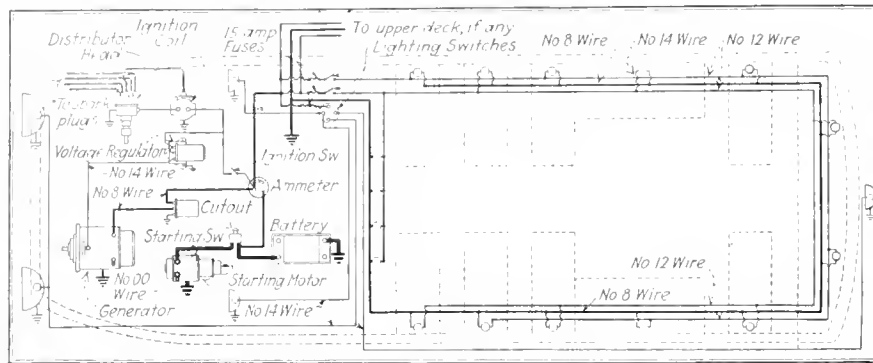 Distributor
Head
Ignition
Coil
15 amp
Fuses
To upper deck, if any
Lighting Switches
No 8 Wire
No 14 Wire
No 12 Wire
plugs
Voltage Regulator
No 14 Wire
No 8 Wire
Cutout
Ignition Sw
Ammeter
Starting Sw
Battery
No 00
Wire
Generator
Starting Motor
No 14 Wire
No 12 Wire
No 8 Wire